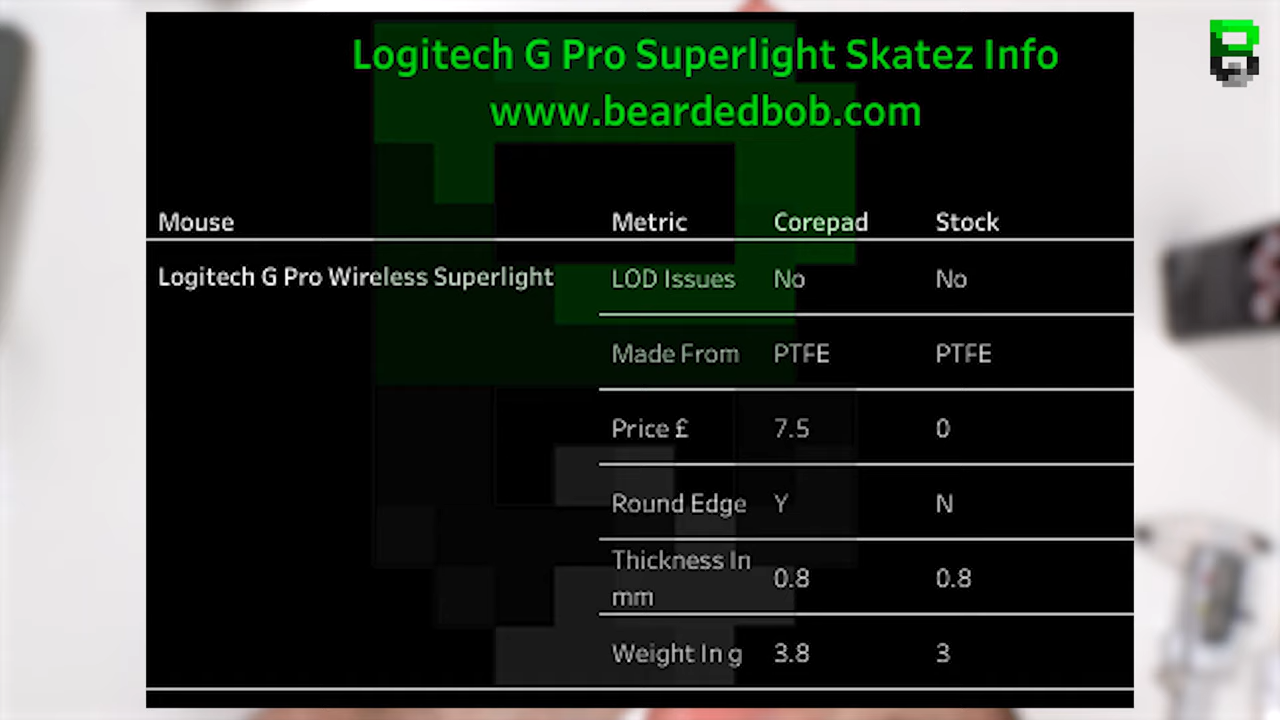 Logitech G Pro Superlight Skatez Info
www.beardedbob.com
Mouse Metric Corepad Stock
Logitech G Pro Wireless Superlight LOD Issues No No
Made From PTFE PTFE
Price £ 7.5 0
Round Edge Y N
Thickness In
mm 0.8 0.8
Weight In g 3.8 3